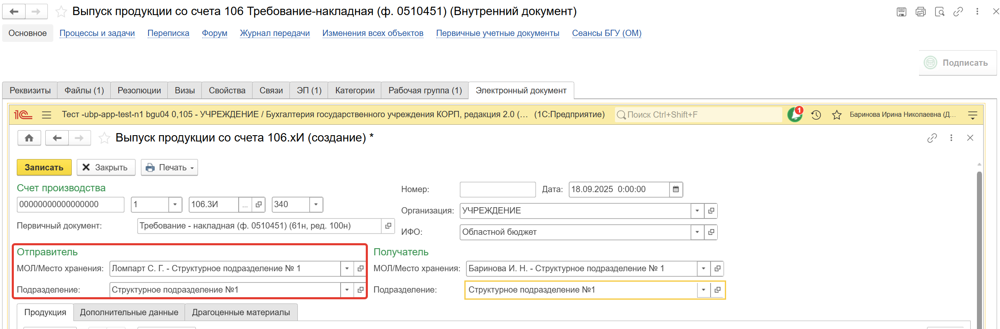 Выпуск продукции со счета 106 Требование-накладная (ф. 0510451) (Внутренний документ)
Основное Процессы и задачи Переписка Форум Журнал передачи Изменения всех объектов Первичные учетные документы Сеансы БГУ (ОМ)
Подписать
Реквизиты Файлы (1) Резолюции Визы Свойства Связи ЭП (1) Категории Рабочая группа (1) Электронный документ
1С Тест -ubp-app-test-n1 bgu04 0,105 - УЧРЕЖДЕНИЕ / Бухгалтерия государственного учреждения КОРП, редакция 2.0 (... (1С:Предприятие) Поиск Ctrl+Shift+F 1 Баринова Ирина Николаевна (Д...
Выпуск продукции со счета 106.хИ (создание) *
Записать Закрыть Печать
Счет производства
Номер: Дата: 18.09.2025 0:00:00
00000000000000000 1 106.3И ... 340
Организация: УЧРЕЖДЕНИЕ
Первичный документ: Требование - накладная (ф. 0510451) (61н, ред. 100н)
ИФО: Областной бюджет
Отправитель Получатель
МОЛ/Место хранения: Ломпарт С. Г. - Структурное подразделение № 1 МОЛ/Место хранения: Баринова И. Н. - Структурное подразделение № 1
Подразделение: Структурное подразделение №1 Подразделение: Структурное подразделение №1
Продукция Дополнительные данные Драгоценные материалы